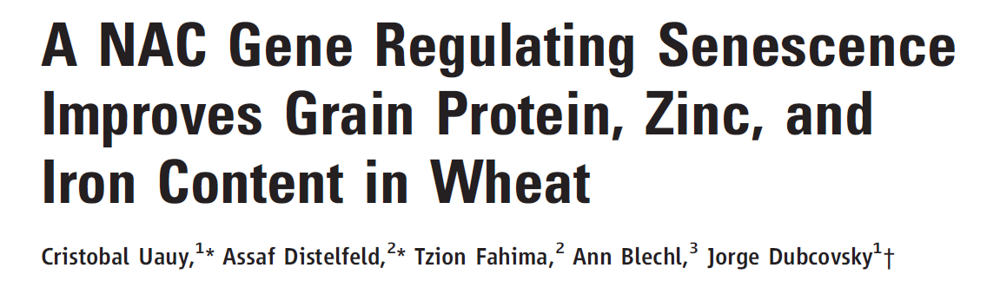 A NAC Gene Regulating Senescence
Improves Grain Protein, Zinc, and
Iron Content in Wheat
Cristobal Uauy,¹* Assaf Distelfeld,²* Tzion Fahima,² Ann Blechl,³ Jorge Dubcovsky¹†